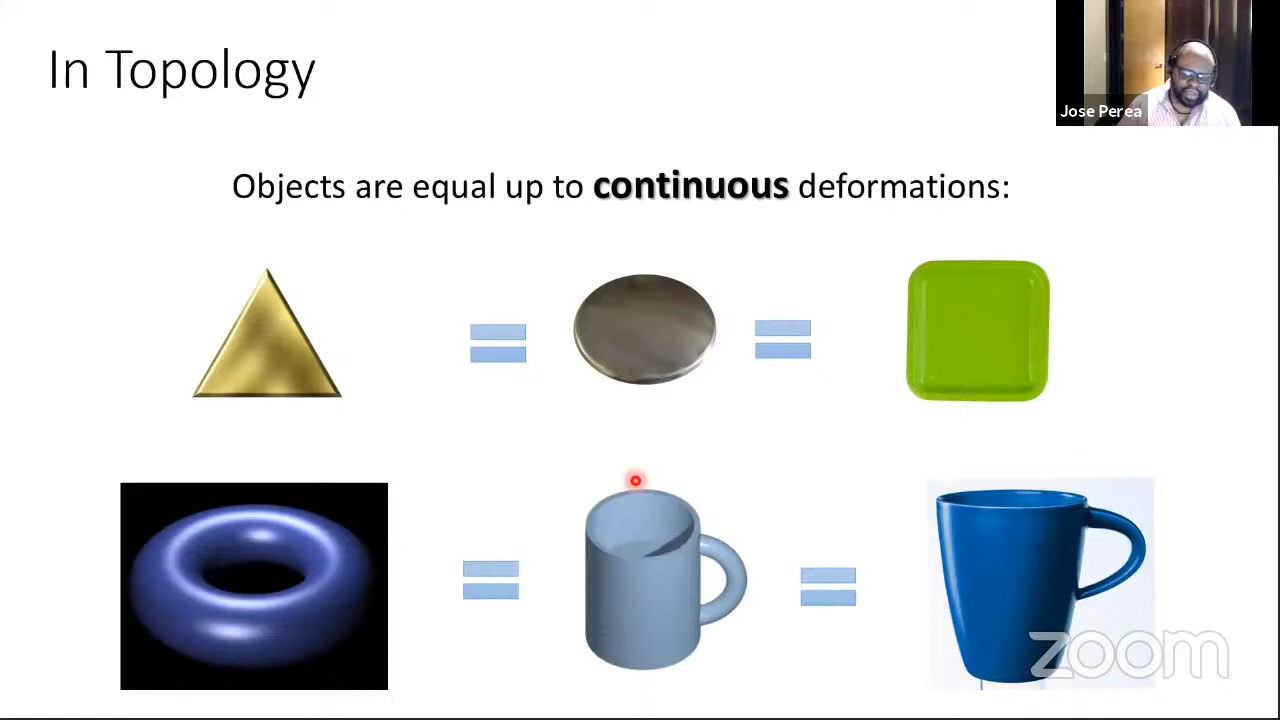 In Topology
Jose Perea
Objects are equal up to continuous deformations:
zoom